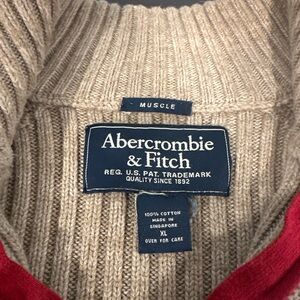 MUSCLE
Abercrombie
& Fitch
REG. U.S. PAT. TRADEMARK
QUALITY SINCE 1892
100% COTTON
MADE IN
SINGAPORE
XL
OVER FOR CARE